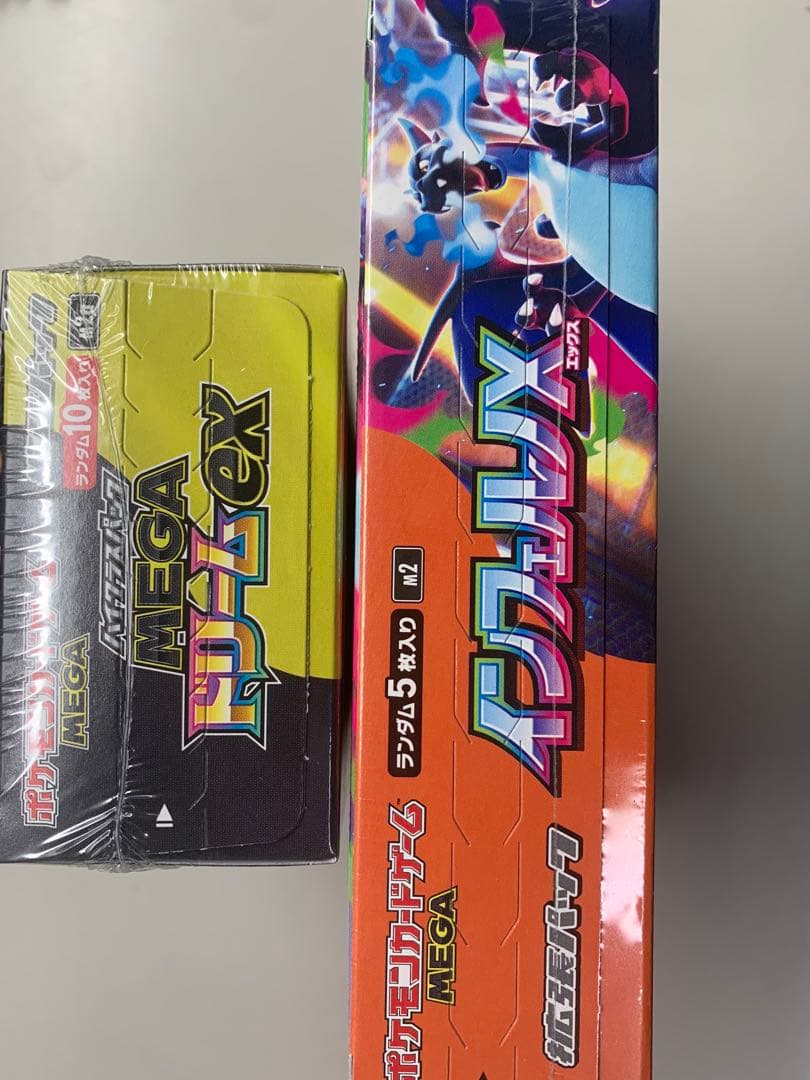 ポケモンカードゲーム
MEGA
ハイクラスパック
MEGA
ドリームex
ランダム10枚入り
M2a
ポケモンカードゲーム™
MEGA
ランダム5枚入り
M2
拡張パック
インフェルノX
エックス